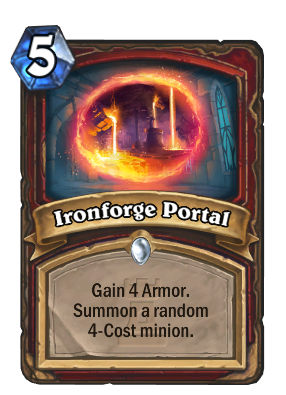 5
Ironforge Portal
Gain 4 Armor.
Summon a random
4-Cost minion.